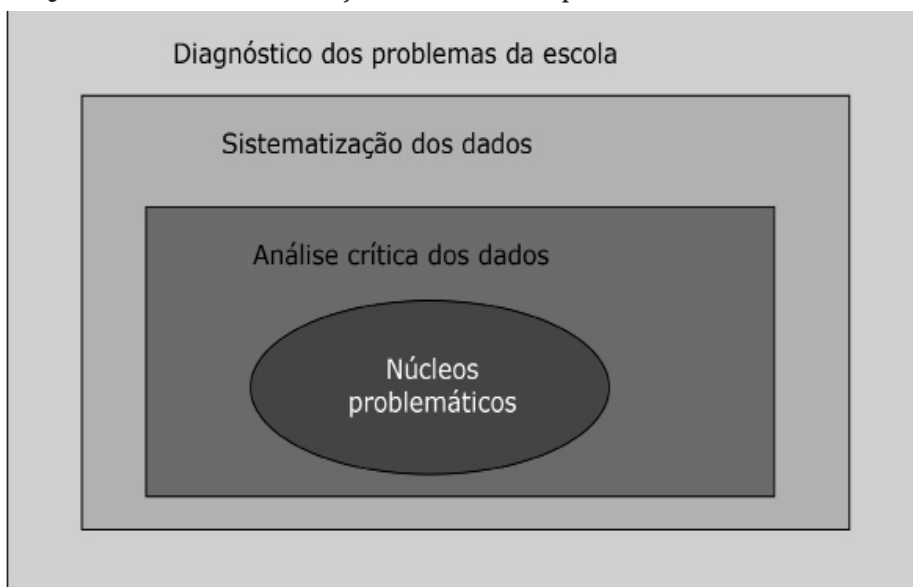 Diagnóstico dos problemas da escola
Sistematização dos dados
Análise crítica dos dados
Núcleos
problemáticos